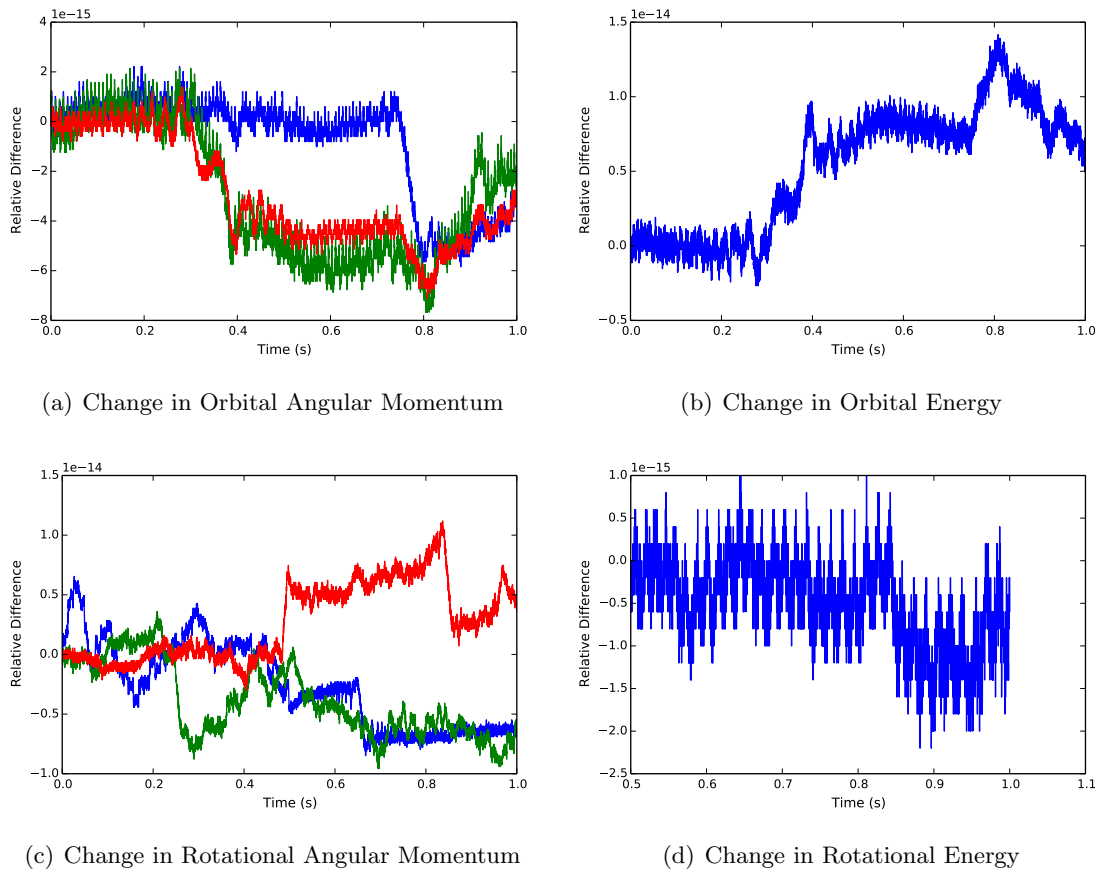 1e−15
4
2
0
−2
−4
−6
−8
Relative Difference
0.0 0.2 0.4 0.6 0.8 1.0
Time (s)
(a) Change in Orbital Angular Momentum
1e−14
1.5
1.0
0.5
0.0
−0.5
Relative Difference
0.0 0.2 0.4 0.6 0.8 1.0
Time (s)
(b) Change in Orbital Energy
1e−14
1.5
1.0
0.5
0.0
−0.5
−1.0
Relative Difference
0.0 0.2 0.4 0.6 0.8 1.0
Time (s)
(c) Change in Rotational Angular Momentum
1e−15
1.0
0.5
0.0
−0.5
−1.0
−1.5
−2.0
−2.5
Relative Difference
0.5 0.6 0.7 0.8 0.9 1.0 1.1
Time (s)
(d) Change in Rotational Energy